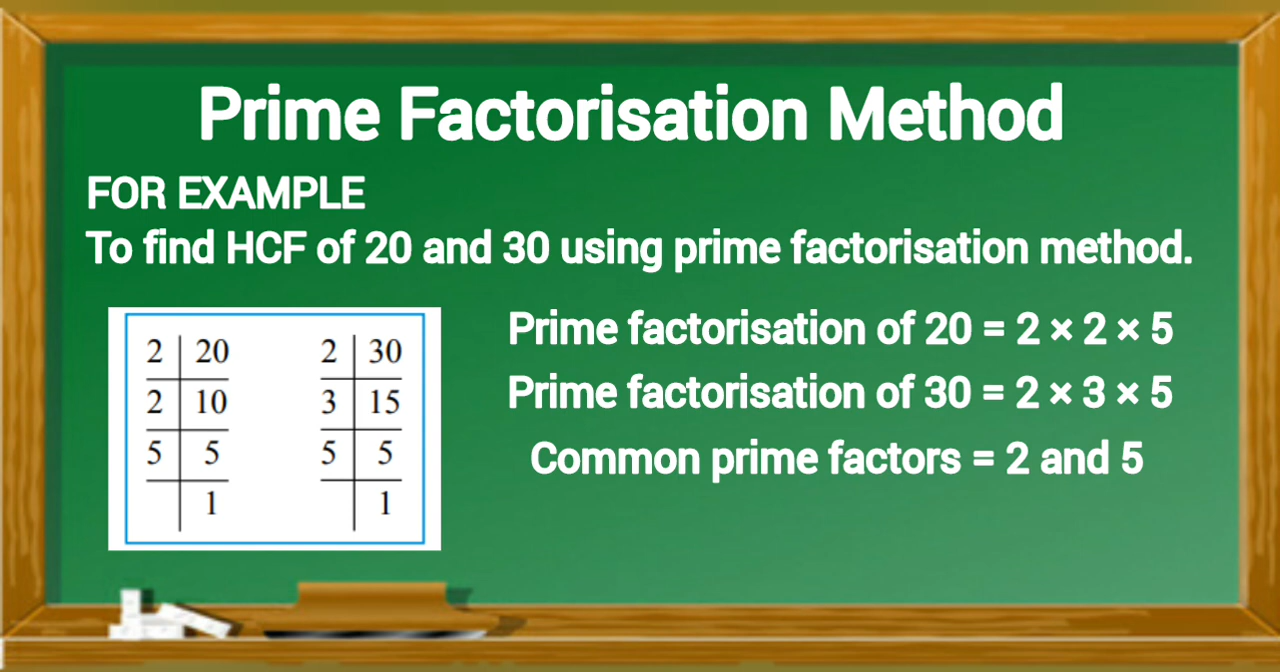 Prime Factorisation Method
FOR EXAMPLE
To find HCF of 20 and 30 using prime factorisation method.
2 20
2 10
5 5
1
2 30
3 15
5 5
1
Prime factorisation of 20 = 2 × 2 × 5
Prime factorisation of 30 = 2 × 3 × 5
Common prime factors = 2 and 5